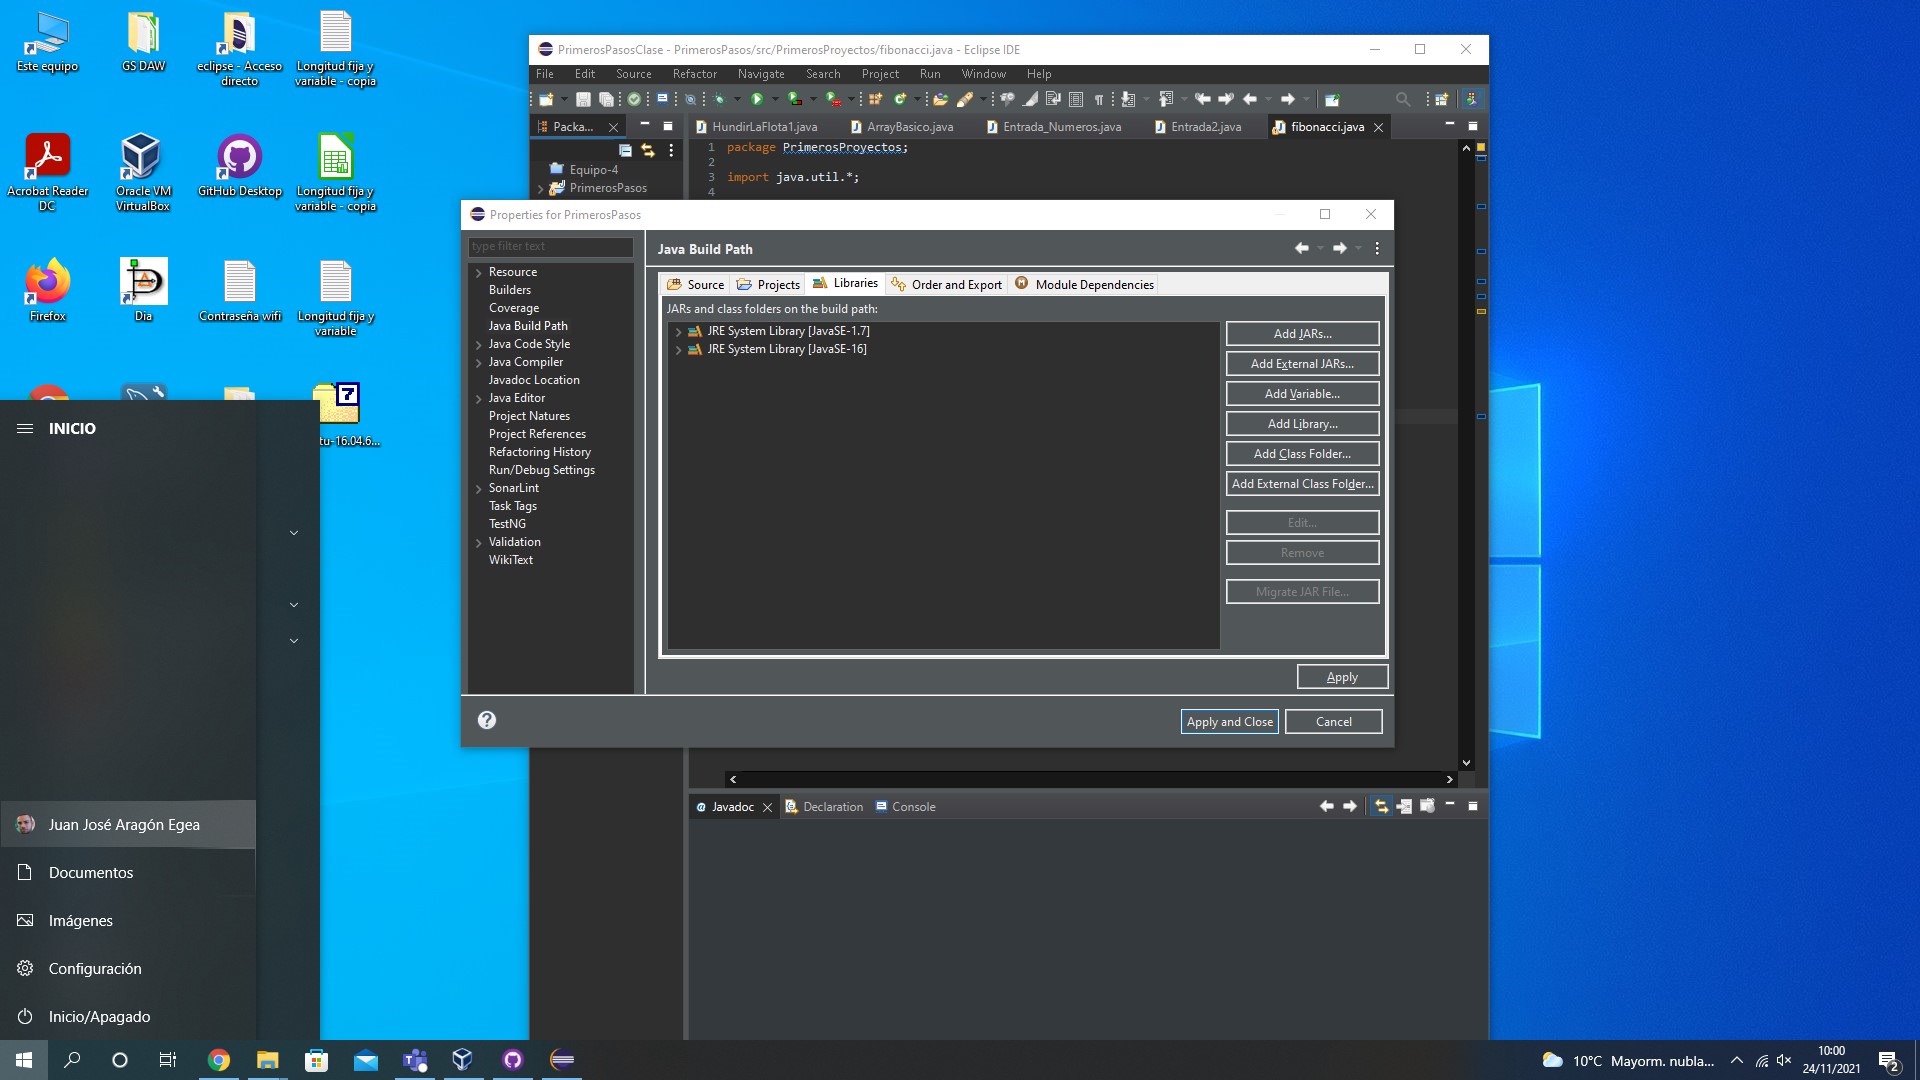 Este equipo
GS DAW
eclipse - Acceso directo
Longitud fija y variable - copia
Acrobat Reader DC
Oracle VM VirtualBox
GitHub Desktop
Longitud fija y variable - copia
Firefox
Dia
Contraseña wifi
Longitud fija y variable
tu-16.04.6...
PrimerosPasosClase - PrimerosPasos/src/PrimerosProyectos/fibonacci.java - Eclipse IDE
File Edit Source Refactor Navigate Search Project Run Window Help
Packa...
HundirLaFlota1.java ArrayBasico.java Entrada_Numeros.java Entrada2.java fibonacci.java
Equipo-4
PrimerosPasos
1 package PrimerosProyectos;
2
3 import java.util.*;
4
Properties for PrimerosPasos
type filter text
Resource
Builders
Coverage
Java Build Path
Java Code Style
Java Compiler
Javadoc Location
Java Editor
Project Natures
Project References
Refactoring History
Run/Debug Settings
SonarLint
Task Tags
TestNG
Validation
WikiText
Java Build Path
Source Projects Libraries Order and Export Module Dependencies
JARs and class folders on the build path:
JRE System Library [JavaSE-1.7]
JRE System Library [JavaSE-16]
Add JARs...
Add External JARs...
Add Variable...
Add Library...
Add Class Folder...
Add External Class Folder...
Edit...
Remove
Migrate JAR File...
Apply
Apply and Close
Cancel
Javadoc Declaration Console
INICIO
Juan José Aragón Egea
Documentos
Imágenes
Configuración
Inicio/Apagado
10°C Mayorm. nubla...
10:00
24/11/2021
2